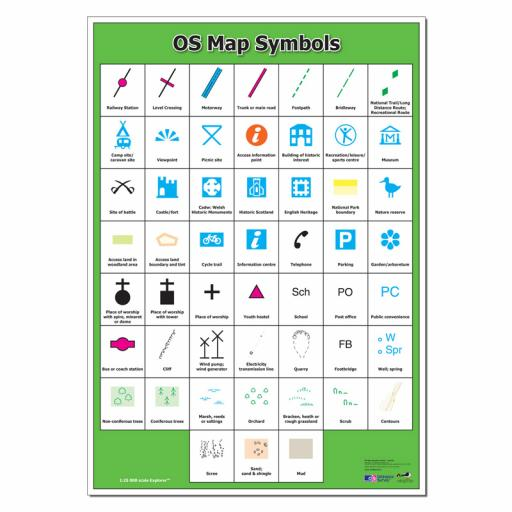 OS Map Symbols
Railway Station
Level Crossing
Motorway
Trunk or main road
Footpath
Bridleway
National Trail/Long
Distance Route;
Recreational Route
Camp site/
caravan site
Viewpoint
Picnic site
Access information
point
Building of historic
interest
Recreation/leisure/
sports centre
Museum
Site of battle
Castle/fort
Cadw: Welsh
Historic Monuments
Historic Scotland
English Heritage
National Park
boundary
Nature reserve
Access land in
woodland area
Access land
boundary and tint
Cycle trail
i
Information centre
Telephone
P
Parking
Garden/arboretum
Place of worship
with spire, minaret
or dome
Place of worship
with tower
Place of worship
Youth hostel
Sch
School
PO
Post office
PC
Public convenience
Bus or coach station
Cliff
Wind pump;
wind generator
Electricity
transmission line
Quarry
FB
Footbridge
W
Spr
Well; spring
Non-coniferous trees
Coniferous trees
Marsh, reeds
or saltings
Orchard
Bracken, heath or
rough grassland
Scrub
Contours
Scree
Sand;
sand & shingle
Mud
1:25 000 scale Explorer™
Ordnance
Survey